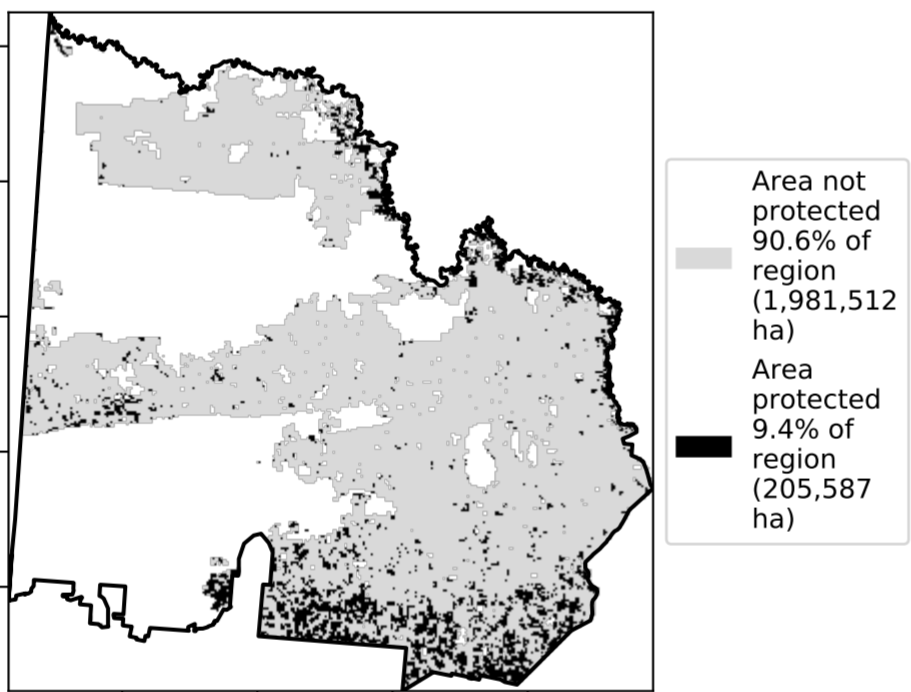 Area not
protected
90.6% of
region
(1,981,512
ha)
Area
protected
9.4% of
region
(205,587
ha)